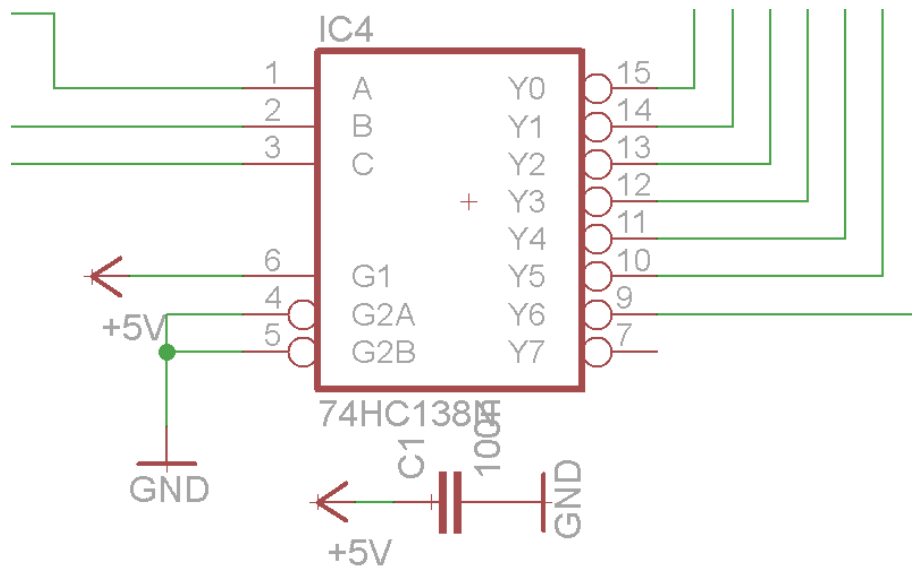 IC4
1 A Y0 15
2 B Y1 14
3 C Y2 13
Y3 12
Y4 11
6 G1 Y5 10
4 G2A Y6 9
5 G2B Y7 7
+5V
GND
74HC138N
C1
+5V
GND